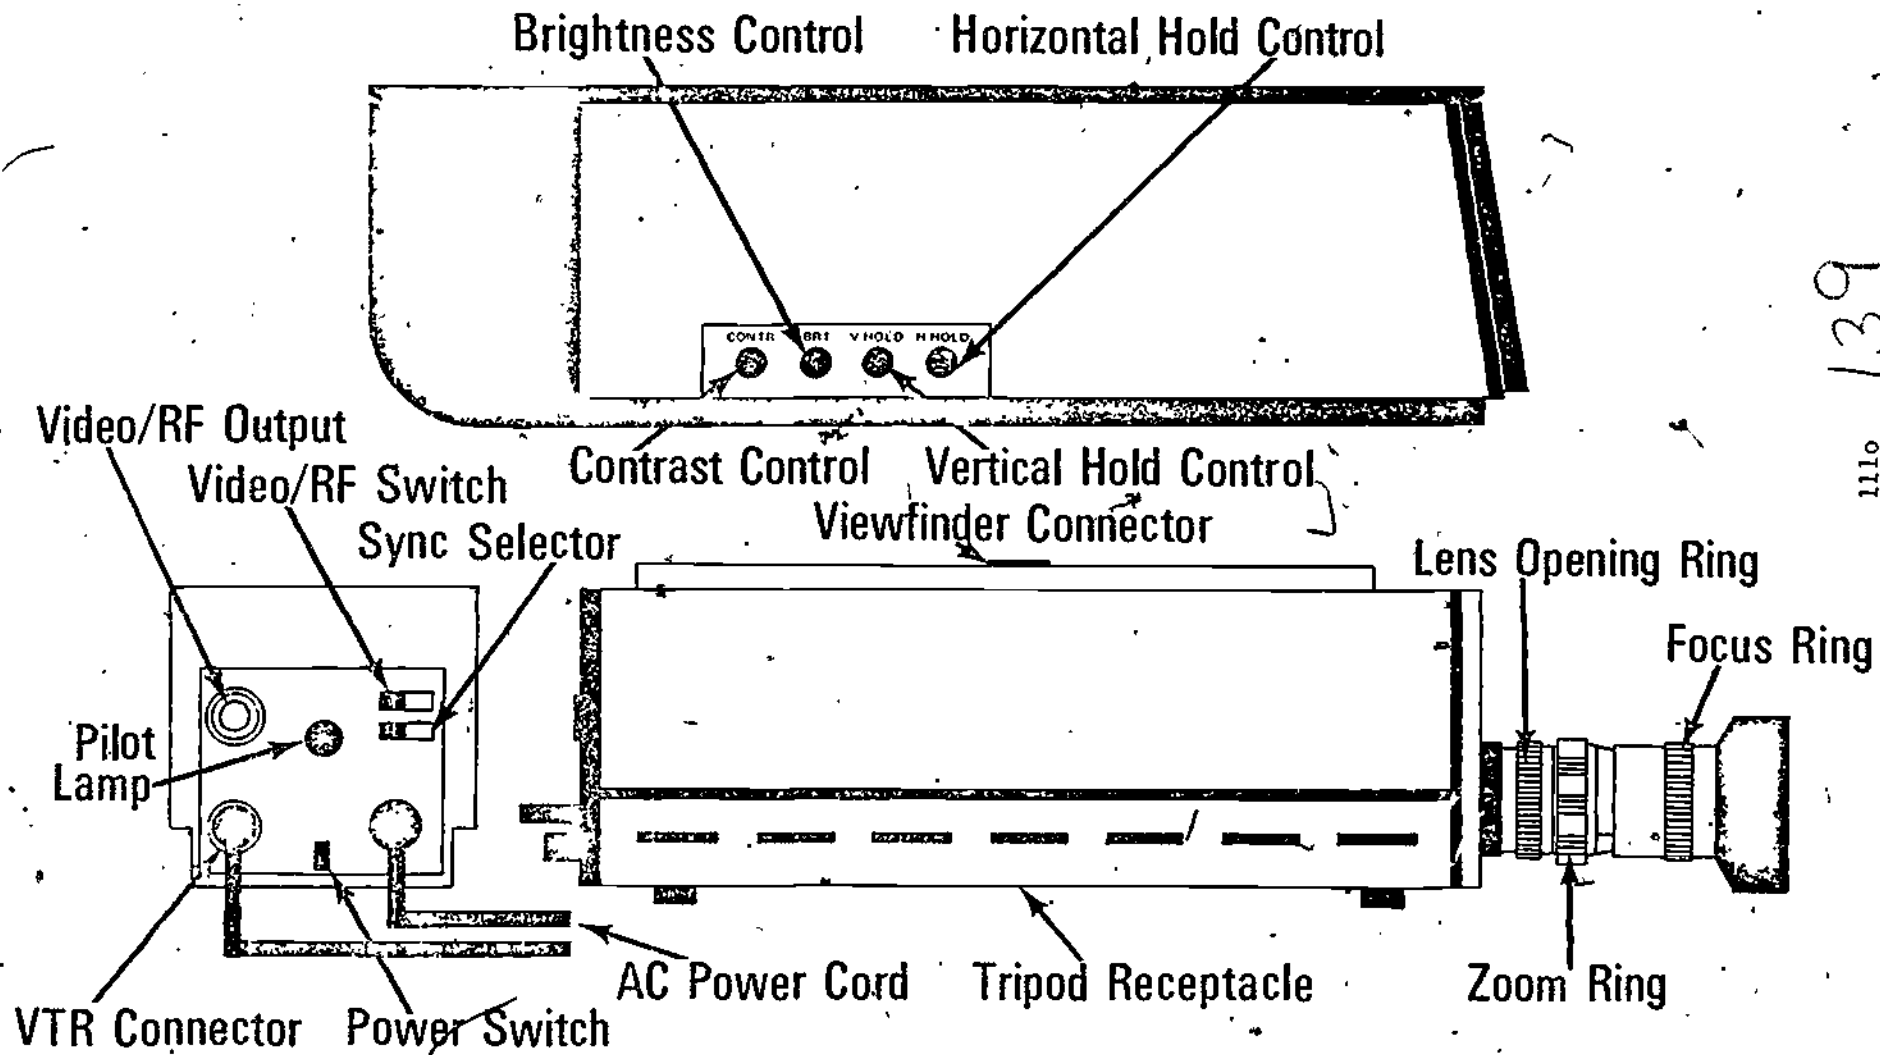 Brightness Control
Horizontal Hold Control
CONTR BRT V HOLD H HOLD
Contrast Control
Vertical Hold Control
Video/RF Output
Video/RF Switch
Sync Selector
Viewfinder Connector
Lens Opening Ring
Focus Ring
Pilot
Lamp
AC Power Cord
Tripod Receptacle
Zoom Ring
VTR Connector
Power Switch
139